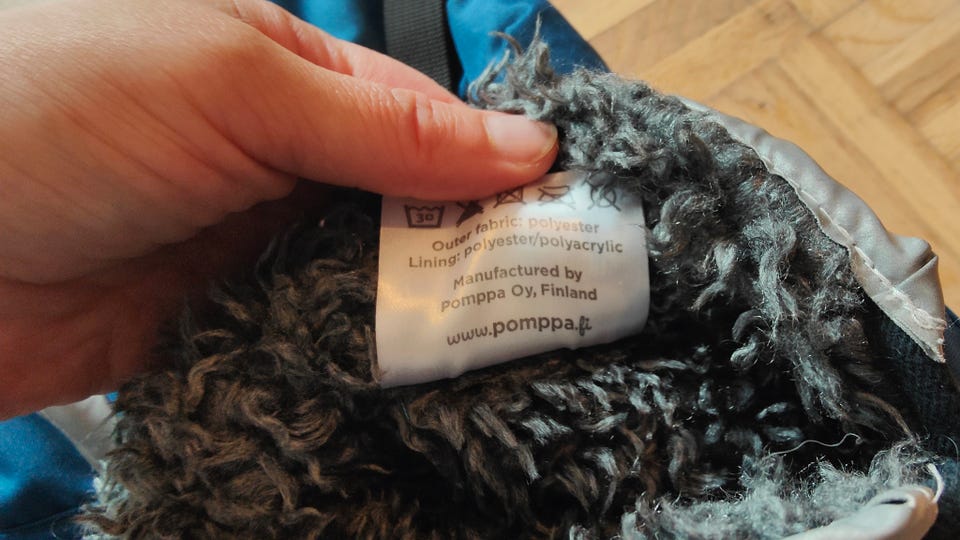 30
Outer fabric: polyester
Lining: polyester/polyacrylic
Manufactured by
Pomppa Oy, Finland
www.pomppa.fi